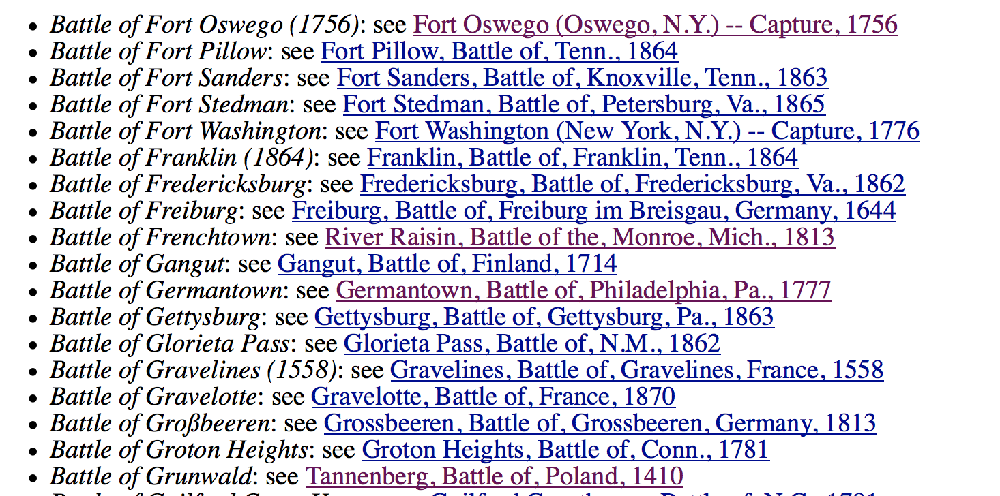 • Battle of Fort Oswego (1756): see Fort Oswego (Oswego, N.Y.) -- Capture, 1756
• Battle of Fort Pillow: see Fort Pillow, Battle of, Tenn., 1864
• Battle of Fort Sanders: see Fort Sanders, Battle of, Knoxville, Tenn., 1863
• Battle of Fort Stedman: see Fort Stedman, Battle of, Petersburg, Va., 1865
• Battle of Fort Washington: see Fort Washington (New York, N.Y.) -- Capture, 1776
• Battle of Franklin (1864): see Franklin, Battle of, Franklin, Tenn., 1864
• Battle of Fredericksburg: see Fredericksburg, Battle of, Fredericksburg, Va., 1862
• Battle of Freiburg: see Freiburg, Battle of, Freiburg im Breisgau, Germany, 1644
• Battle of Frenchtown: see River Raisin, Battle of the, Monroe, Mich., 1813
• Battle of Gangut: see Gangut, Battle of, Finland, 1714
• Battle of Germantown: see Germantown, Battle of, Philadelphia, Pa., 1777
• Battle of Gettysburg: see Gettysburg, Battle of, Gettysburg, Pa., 1863
• Battle of Glorieta Pass: see Glorieta Pass, Battle of, N.M., 1862
• Battle of Gravelines (1558): see Gravelines, Battle of, Gravelines, France, 1558
• Battle of Gravelotte: see Gravelotte, Battle of, France, 1870
• Battle of Großbeeren: see Grossbeeren, Battle of, Grossbeeren, Germany, 1813
• Battle of Groton Heights: see Groton Heights, Battle of, Conn., 1781
• Battle of Grunwald: see Tannenberg, Battle of, Poland, 1410